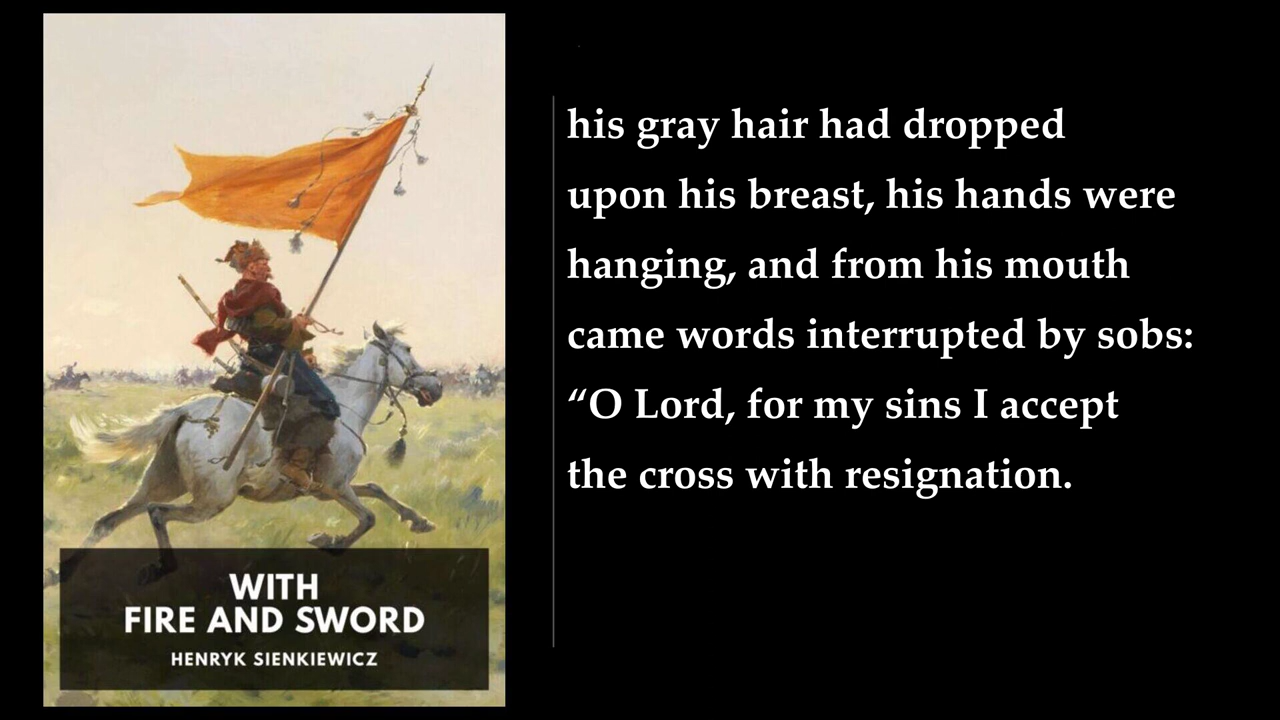 his gray hair had dropped
upon his breast, his hands were
hanging, and from his mouth
came words interrupted by sobs:
“O Lord, for my sins I accept
the cross with resignation.
WITH
FIRE AND SWORD
HENRYK SIENKIEWICZ